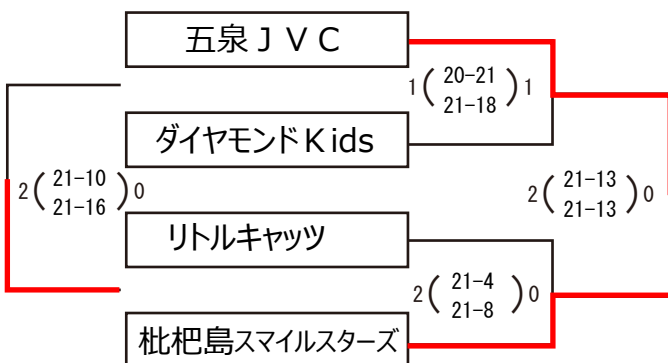 五泉ＪＶＣ
1 ( 20-21 ) 1
21-18
ダイヤモンドＫids
2 ( 21-10 ) 0
21-16
2 ( 21-13 ) 0
21-13
リトルキャッツ
2 ( 21-4 ) 0
21-8
枇杷島スマイルスターズ